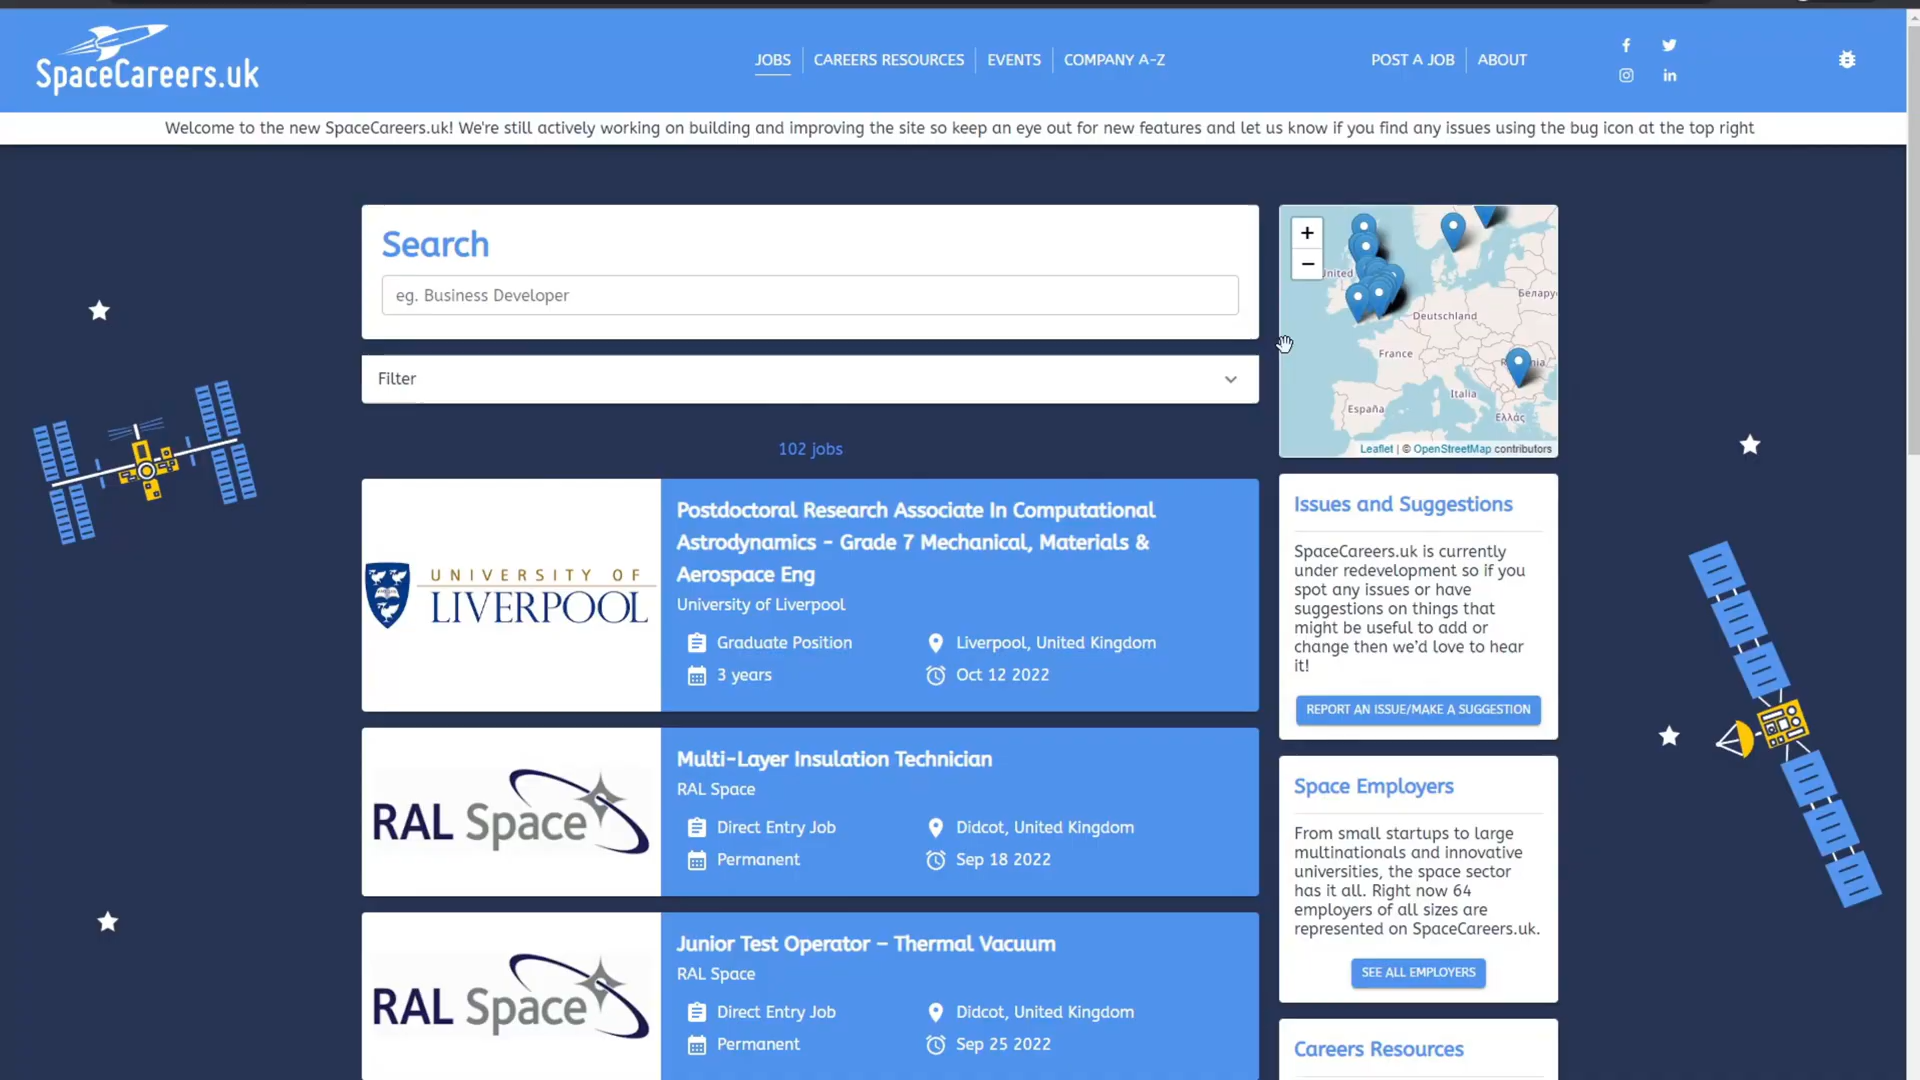 SpaceCareers.uk
JOBS
CAREERS RESOURCES
EVENTS
COMPANY A-Z
POST A JOB
ABOUT
Welcome to the new SpaceCareers.uk! We're still actively working on building and improving the site so keep an eye out for new features and let us know if you find any issues using the bug icon at the top right
Search
eg. Business Developer
Filter
102 jobs
UNIVERSITY OF
LIVERPOOL
Postdoctoral Research Associate In Computational
Astrodynamics - Grade 7 Mechanical, Materials &
Aerospace Eng
University of Liverpool
Graduate Position
Liverpool, United Kingdom
3 years
Oct 12 2022
RAL Space
Multi-Layer Insulation Technician
RAL Space
Direct Entry Job
Didcot, United Kingdom
Permanent
Sep 18 2022
RAL Space
Junior Test Operator – Thermal Vacuum
RAL Space
Direct Entry Job
Didcot, United Kingdom
Permanent
Sep 25 2022
+
−
United
Беларус
Deutschland
France
Italia
España
Ελλάς
Leaflet | © OpenStreetMap contributors
Issues and Suggestions
SpaceCareers.uk is currently
under redevelopment so if you
spot any issues or have
suggestions on things that
might be useful to add or
change then we'd love to hear
it!
REPORT AN ISSUE/MAKE A SUGGESTION
Space Employers
From small startups to large
multinationals and innovative
universities, the space sector
has it all. Right now 64
employers of all sizes are
represented on SpaceCareers.uk.
SEE ALL EMPLOYERS
Careers Resources